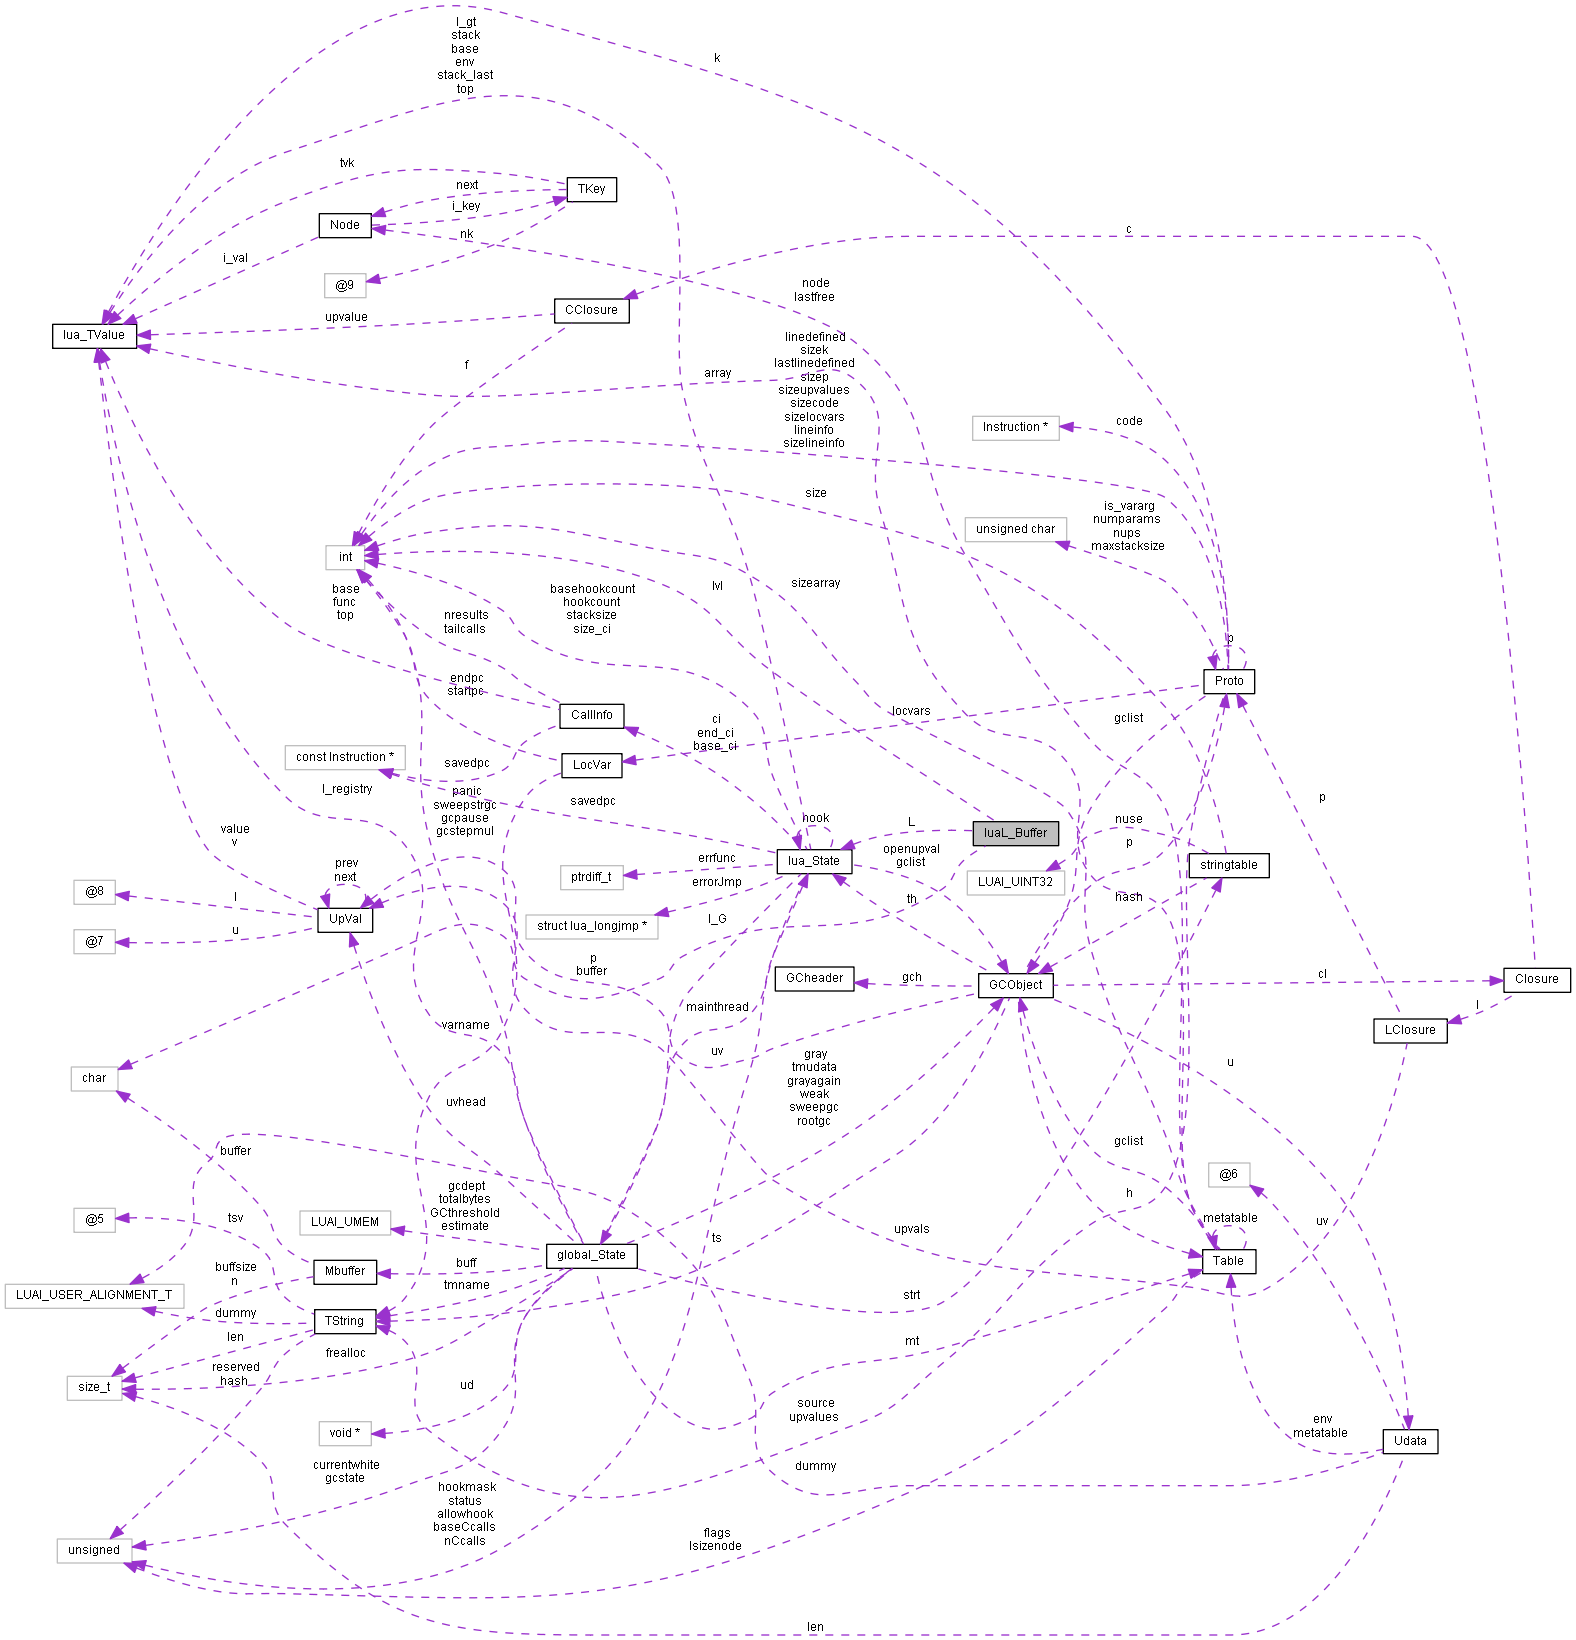 l_gt
stack
base
env
stack_last
top
k
tvk
next
TKey
i_key
Node
nk
c
i_val
@9
node
lastfree
CClosure
upvalue
lua_TValue
linedefined
sizek
lastlinedefined
sizep
sizeupvalues
sizecode
sizelocvars
lineinfo
sizelineinfo
f
array
Instruction *
code
size
is_vararg
numparams
nups
maxstacksize
unsigned char
int
sizearray
lvl
base
func
top
basehookcount
hookcount
stacksize
size_ci
nresults
tailcalls
p
Proto
endpc
startpc
CallInfo
locvars
gclist
ci
end_ci
base_ci
const Instruction *
savedpc
LocVar
l_registry
panic
sweepstrgc
gcpause
gcstepmul
savedpc
p
hook
L
luaL_Buffer
nuse
value
v
openupval
gclist
p
prev
next
errfunc
lua_State
stringtable
@8
l
ptrdiff_t
errorJmp
LUAI_UINT32
th
hash
UpVal
u
@7
struct lua_longjmp *
l_G
p
buffer
GCheader
gch
GCObject
cl
Closure
mainthread
l
varname
LClosure
uv
gray
tmudata
grayagain
weak
sweepgc
rootgc
u
char
uvhead
buffer
gclist
@6
gcdept
totalbytes
GCthreshold
estimate
h
@5
tsv
LUAI_UMEM
metatable
uv
upvals
ts
global_State
Table
buffsize
n
Mbuffer
buff
tmname
LUAI_USER_ALIGNMENT_T
dummy
TString
strt
len
mt
frealloc
reserved
hash
size_t
ud
source
upvalues
env
metatable
void *
Udata
currentwhite
gcstate
dummy
hookmask
status
allowhook
baseCcalls
nCcalls
flags
lsizenode
unsigned
len